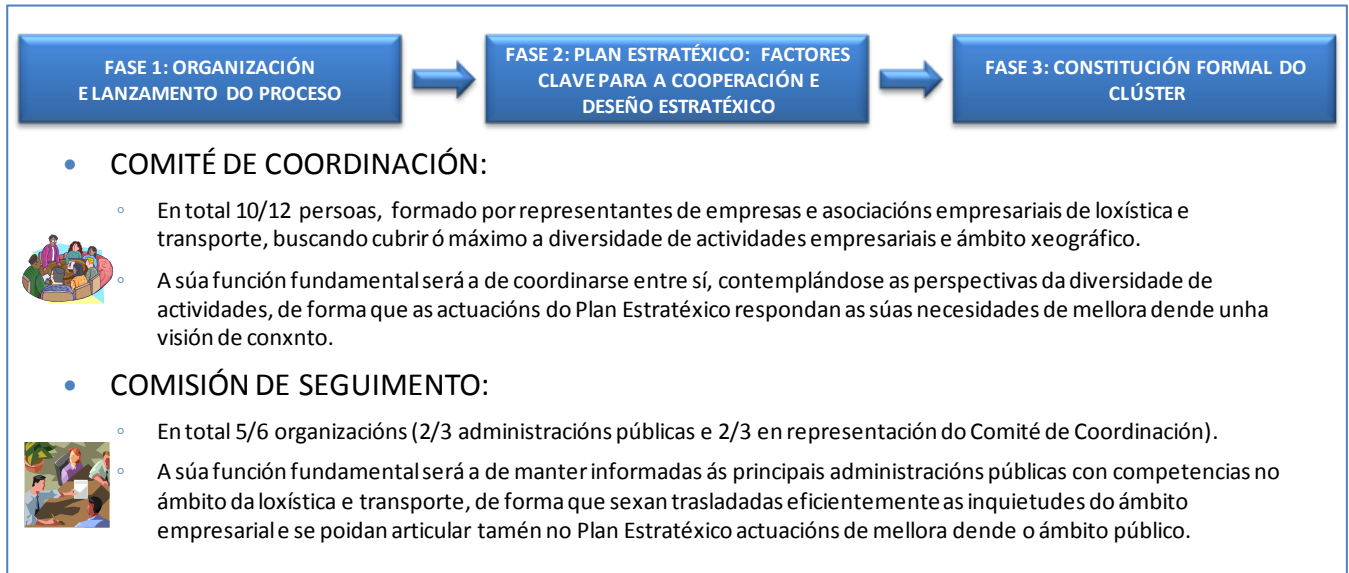 FASE 1: ORGANIZACIÓN
E LANZAMENTO DO PROCESO
FASE 2: PLAN ESTRATÉXICO: FACTORES
CLAVE PARA A COOPERACIÓN E
DESEÑO ESTRATÉXICO
FASE 3: CONSTITUCIÓN FORMAL DO
CLÚSTER
• COMITÉ DE COORDINACIÓN:
◦ En total 10/12 persoas, formado por representantes de empresas e asociacións empresariais de loxística e
transporte, buscando cubrir ó máximo a diversidade de actividades empresariais e ámbito xeográfico.
◦ A súa función fundamental será a de coordinarse entre sí, contemplándose as perspectivas da diversidade de
actividades, de forma que as actuacións do Plan Estratéxico respondan as súas necesidades de mellora dende unha
visión de conxnto.
• COMISIÓN DE SEGUIMENTO:
◦ En total 5/6 organizacións (2/3 administracións públicas e 2/3 en representación do Comité de Coordinación).
◦ A súa función fundamental será a de manter informadas ás principais administracións públicas con competencias no
ámbito da loxística e transporte, de forma que sexan trasladadas eficientemente as inquietudes do ámbito
empresarial e se poidan articular tamén no Plan Estratéxico actuacións de mellora dende o ámbito público.